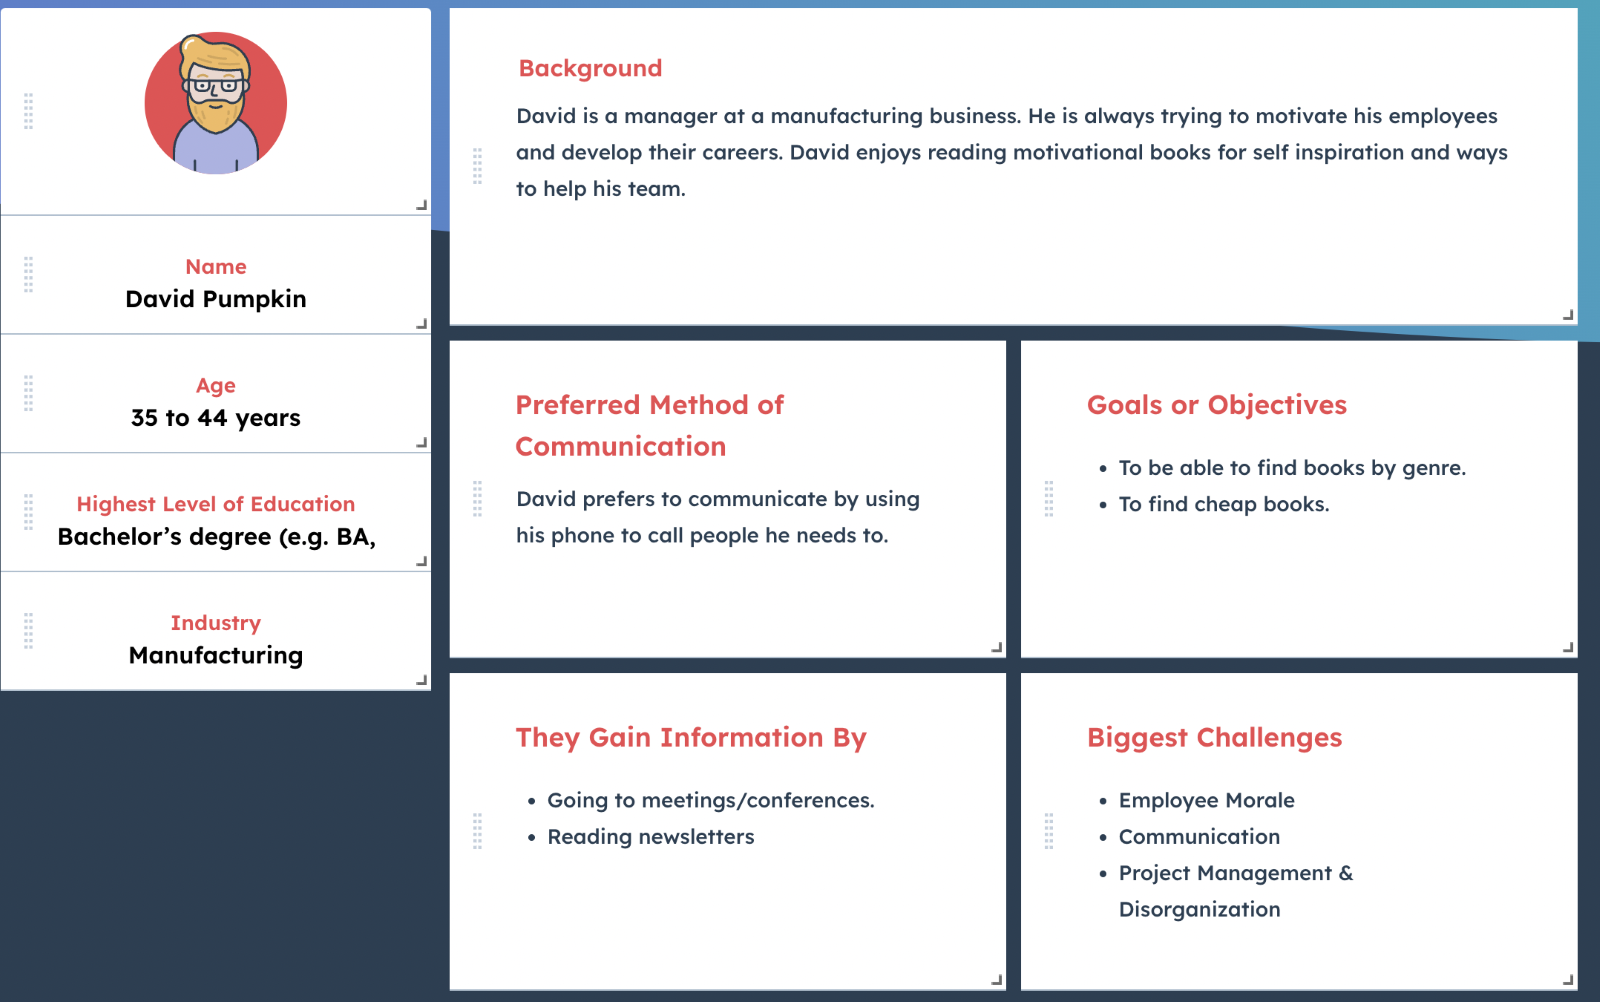 Name
David Pumpkin
Age
35 to 44 years
Highest Level of Education
Bachelor’s degree (e.g. BA,
Industry
Manufacturing
Background
David is a manager at a manufacturing business. He is always trying to motivate his employees
and develop their careers. David enjoys reading motivational books for self inspiration and ways
to help his team.
Preferred Method of
Communication
David prefers to communicate by using
his phone to call people he needs to.
Goals or Objectives
• To be able to find books by genre.
• To find cheap books.
They Gain Information By
• Going to meetings/conferences.
• Reading newsletters
Biggest Challenges
• Employee Morale
• Communication
• Project Management &
Disorganization